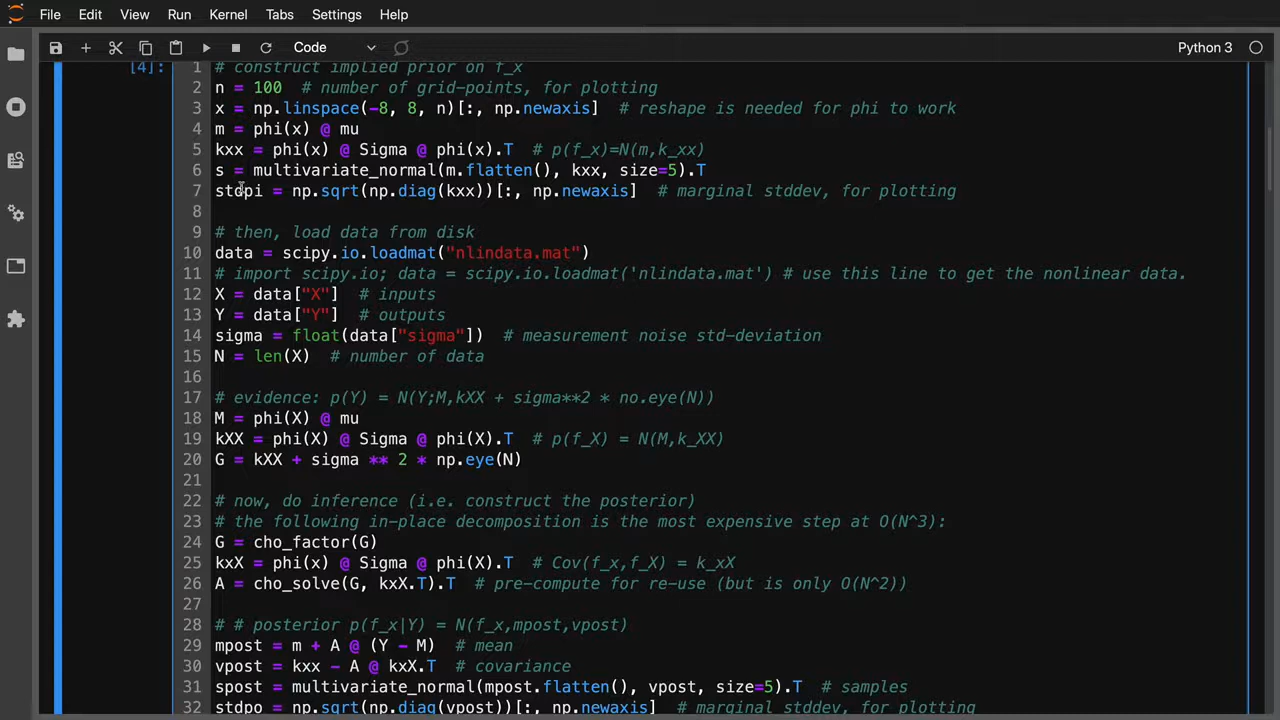 File Edit View Run Kernel Tabs Settings Help
Code Python 3
[4]:
1 # construct implied prior on f_x
2 n = 100  # number of grid-points, for plotting
3 x = np.linspace(-8, 8, n)[:, np.newaxis]  # reshape is needed for phi to work
4 m = phi(x) @ mu
5 kxx = phi(x) @ Sigma @ phi(x).T  # p(f_x)=N(m,k_xx)
6 s = multivariate_normal(m.flatten(), kxx, size=5).T
7 stdpi = np.sqrt(np.diag(kxx))[:, np.newaxis]  # marginal stddev, for plotting
8
9 # then, load data from disk
10 data = scipy.io.loadmat("nlindata.mat")
11 # import scipy.io; data = scipy.io.loadmat('nlindata.mat') # use this line to get the nonlinear data.
12 X = data["X"]  # inputs
13 Y = data["Y"]  # outputs
14 sigma = float(data["sigma"])  # measurement noise std-deviation
15 N = len(X)  # number of data
16
17 # evidence: p(Y) = N(Y;M,kXX + sigma**2 * no.eye(N))
18 M = phi(X) @ mu
19 kXX = phi(X) @ Sigma @ phi(X).T  # p(f_X) = N(M,k_XX)
20 G = kXX + sigma ** 2 * np.eye(N)
21
22 # now, do inference (i.e. construct the posterior)
23 # the following in-place decomposition is the most expensive step at O(N^3):
24 G = cho_factor(G)
25 kxX = phi(x) @ Sigma @ phi(X).T  # Cov(f_x,f_X) = k_xX
26 A = cho_solve(G, kxX.T).T  # pre-compute for re-use (but is only O(N^2))
27
28 # # posterior p(f_x|Y) = N(f_x,mpost,vpost)
29 mpost = m + A @ (Y - M)  # mean
30 vpost = kxx - A @ kxX.T  # covariance
31 spost = multivariate_normal(mpost.flatten(), vpost, size=5).T  # samples
32 stdpo = np.sqrt(np.diag(vpost))[:, np.newaxis]  # marginal stddev, for plotting